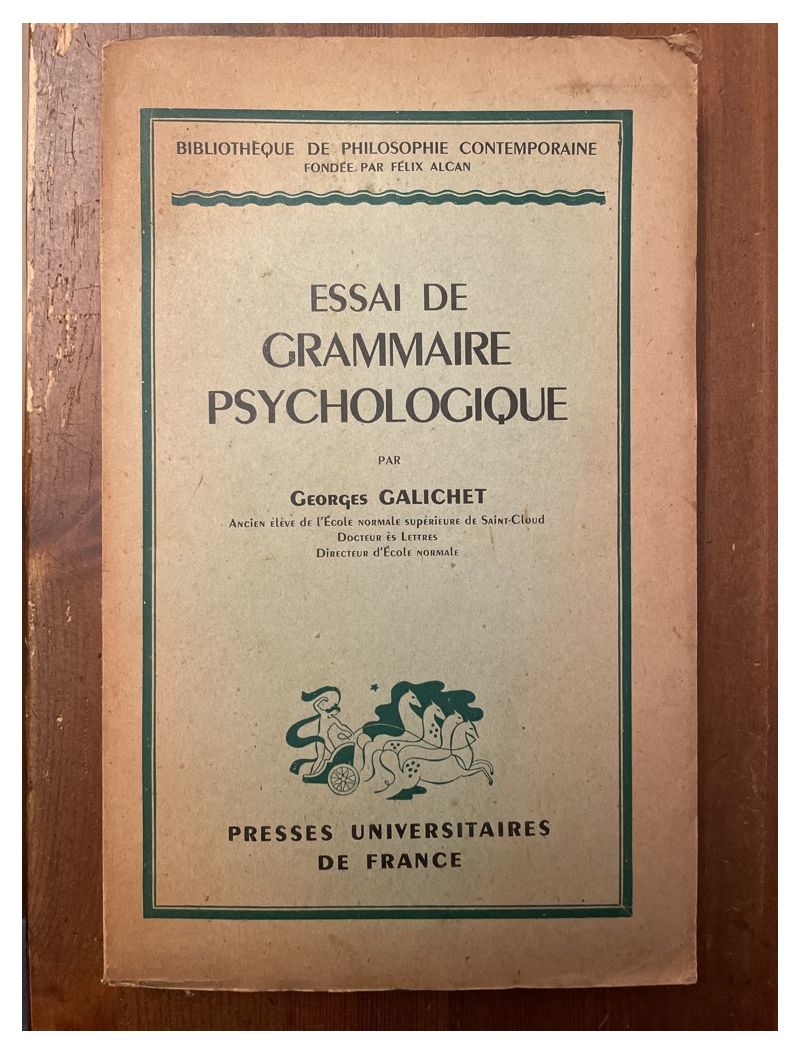 BIBLIOTHÈQUE DE PHILOSOPHIE CONTEMPORAINE
FONDÉE PAR FÉLIX ALCAN
ESSAI DE
GRAMMAIRE
PSYCHOLOGIQUE
PAR
Georges GALICHET
Ancien élève de l'École normale supérieure de Saint-Cloud
Docteur ès Lettres
Directeur d'École normale
PRESSES UNIVERSITAIRES
DE FRANCE